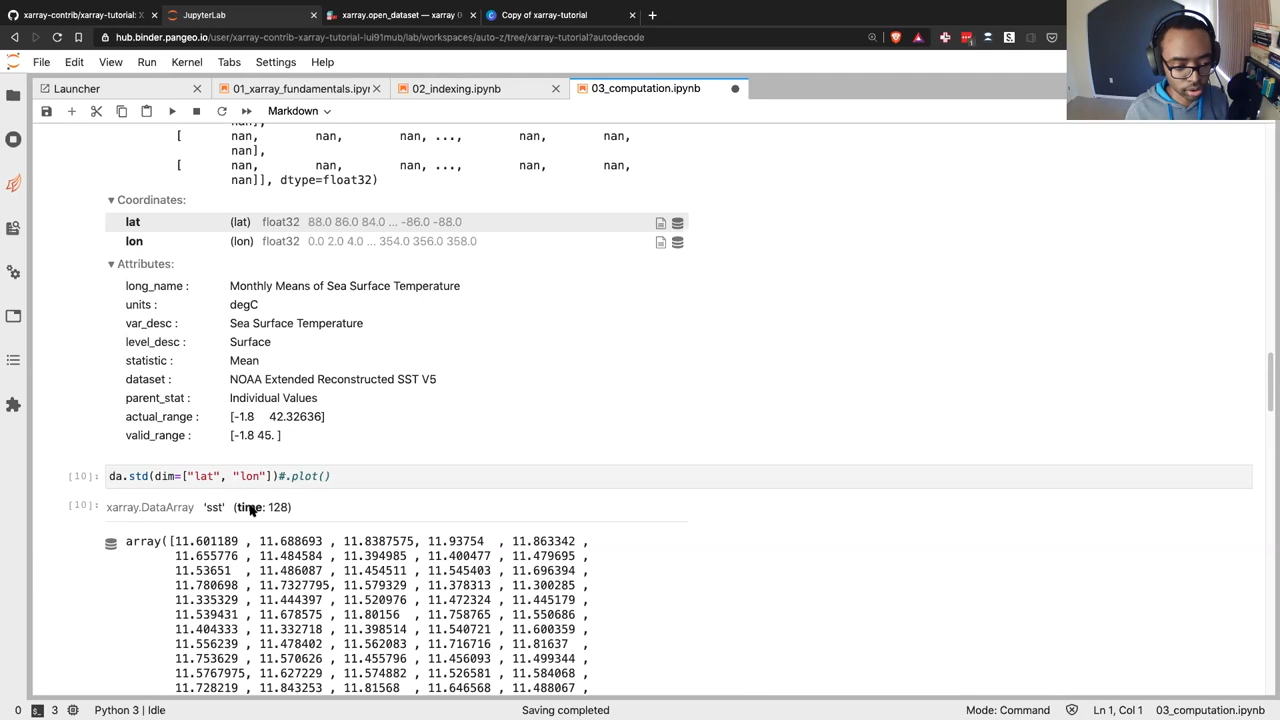 xarray-contrib/xarray-tutorial: X
JupyterLab
xarray.open_dataset — xarray
Copy of xarray-tutorial
hub.binder.pangeo.io/user/xarray-contrib-xarray-tutorial-lui91mub/lab/workspaces/auto-z/tree/xarray-tutorial?autodecode
File Edit View Run Kernel Tabs Settings Help
Launcher
01_xarray_fundamentals.ipyr
02_indexing.ipynb
03_computation.ipynb
Markdown
nan],
[ nan, nan, nan, ..., nan, nan,
nan],
[ nan, nan, nan, ..., nan, nan,
nan]], dtype=float32)
▼ Coordinates:
lat (lat) float32 88.0 86.0 84.0 ... -86.0 -88.0
lon (lon) float32 0.0 2.0 4.0 ... 354.0 356.0 358.0
▼ Attributes:
long_name : Monthly Means of Sea Surface Temperature
units : degC
var_desc : Sea Surface Temperature
level_desc : Surface
statistic : Mean
dataset : NOAA Extended Reconstructed SST V5
parent_stat : Individual Values
actual_range : [-1.8 42.32636]
valid_range : [-1.8 45. ]
[10]: da.std(dim=["lat", "lon"])#.plot()
[10]: xarray.DataArray 'sst' (time: 128)
array([11.601189 , 11.688693 , 11.8387575, 11.93754 , 11.863342 ,
11.655776 , 11.484584 , 11.394985 , 11.400477 , 11.479695 ,
11.53651 , 11.486087 , 11.454511 , 11.545403 , 11.696394 ,
11.780698 , 11.7327795, 11.579329 , 11.378313 , 11.300285 ,
11.335329 , 11.444397 , 11.520976 , 11.472324 , 11.445179 ,
11.539431 , 11.678575 , 11.80156 , 11.758765 , 11.550686 ,
11.404333 , 11.332718 , 11.398514 , 11.540721 , 11.600359 ,
11.556239 , 11.478402 , 11.562083 , 11.716716 , 11.81637 ,
11.753629 , 11.570626 , 11.455796 , 11.456093 , 11.499344 ,
11.5767975, 11.627229 , 11.574882 , 11.526581 , 11.584068 ,
11.728219 , 11.843253 , 11.81568 , 11.646568 , 11.488067 ,
0 3 Python 3 | Idle Saving completed Mode: Command Ln 1, Col 1 03_computation.ipynb